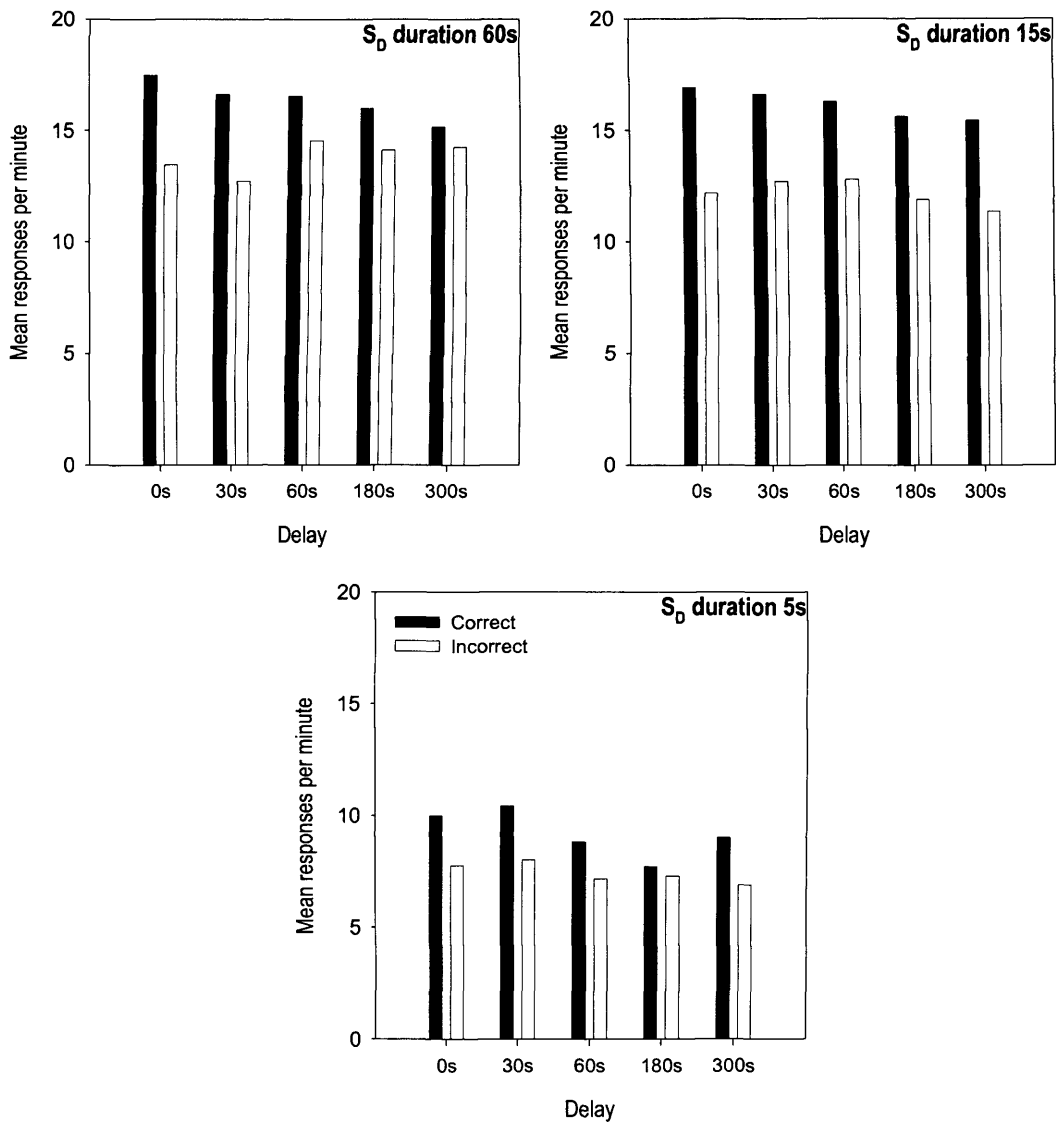 S_D duration 60s
20
15
10
5
0
Mean responses per minute
0s 30s 60s 180s 300s
Delay
S_D duration 15s
20
15
10
5
0
Mean responses per minute
0s 30s 60s 180s 300s
Delay
S_D duration 5s
Correct
Incorrect
20
15
10
5
0
Mean responses per minute
0s 30s 60s 180s 300s
Delay